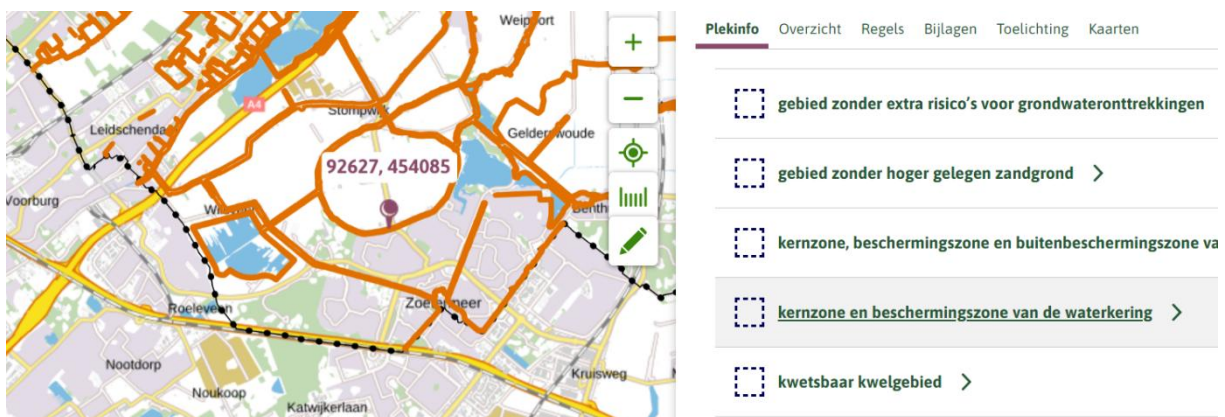 Weipoort
A4
Stompwijk
Leidschendam
Gelderswoude
92627, 454085
Voorburg
Benth
Zoetermeer
Roeleveen
Nootdorp
Kruisweg
Noukoop
Katwijkerlaan
Plekinfo Overzicht Regels Bijlagen Toelichting Kaarten
gebied zonder extra risico's voor grondwateronttrekkingen
gebied zonder hoger gelegen zandgrond
kernzone, beschermingszone en buitenbeschermingszone va
kernzone en beschermingszone van de waterkering
kwetsbaar kwelgebied